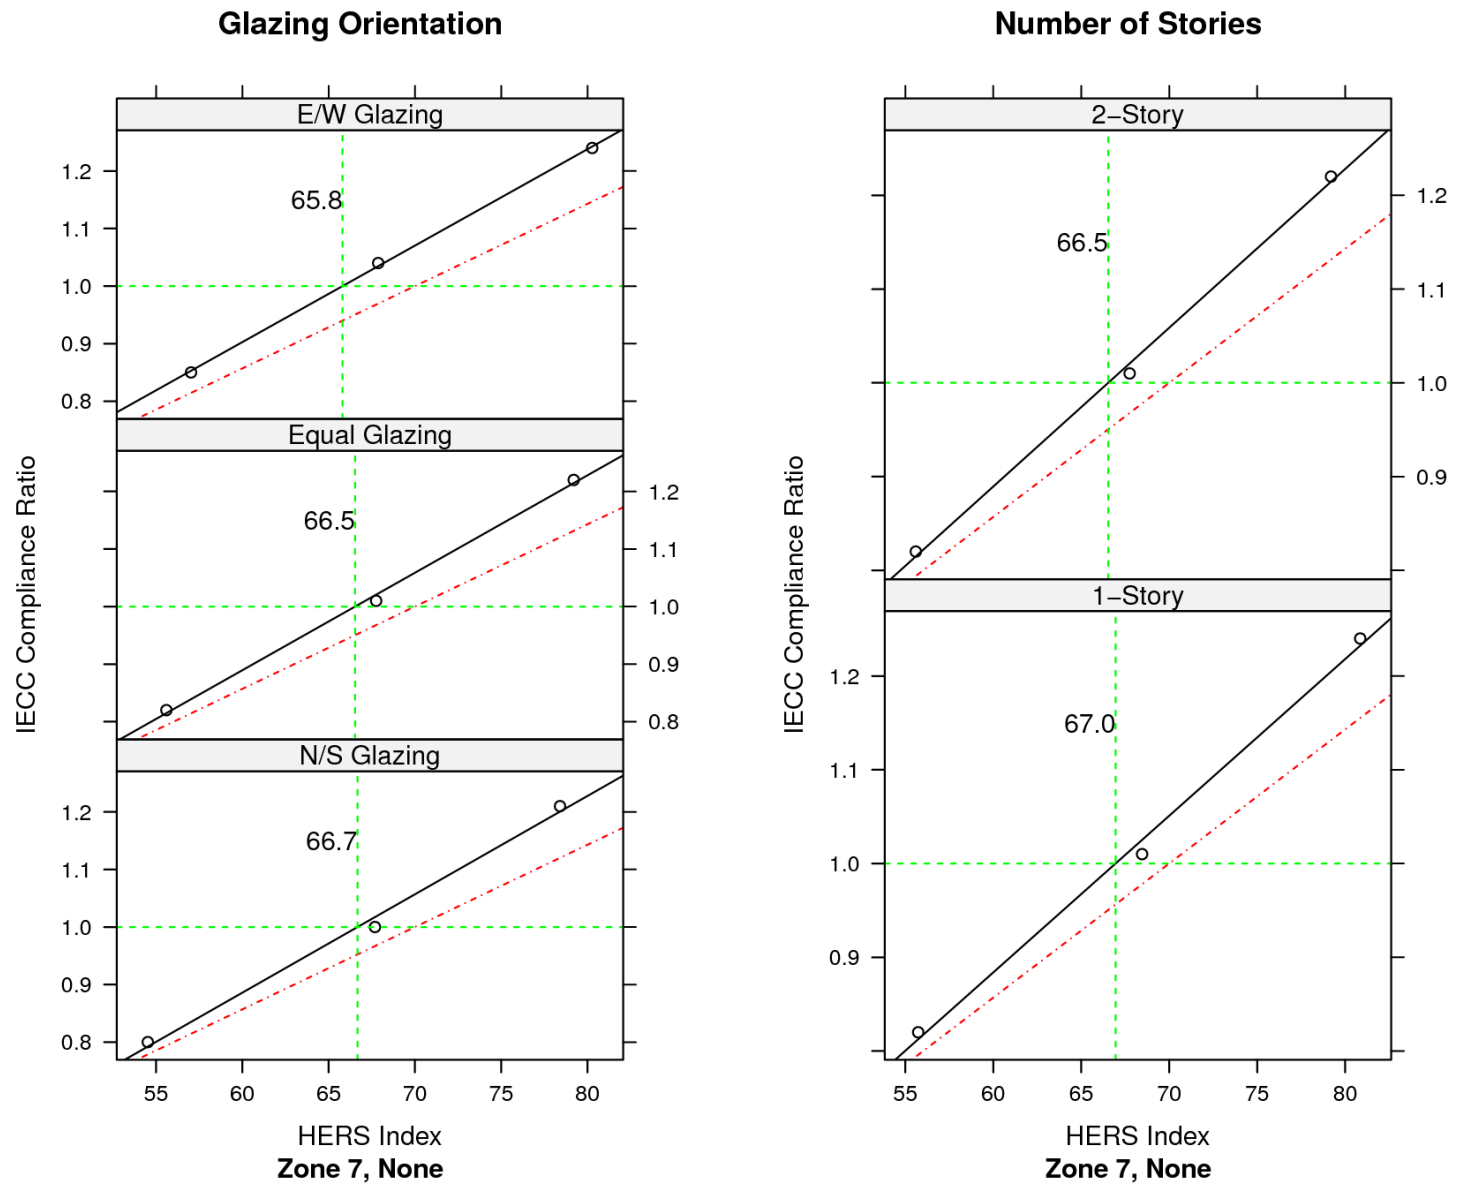 Glazing Orientation
E/W Glazing
65.8
1.2
1.1
1.0
0.9
0.8
Equal Glazing
66.5
1.2
1.1
1.0
0.9
0.8
N/S Glazing
66.7
1.2
1.1
1.0
0.9
0.8
IECC Compliance Ratio
55 60 65 70 75 80
HERS Index
Zone 7, None
Number of Stories
2−Story
66.5
1.2
1.1
1.0
0.9
1−Story
67.0
1.2
1.1
1.0
0.9
IECC Compliance Ratio
55 60 65 70 75 80
HERS Index
Zone 7, None